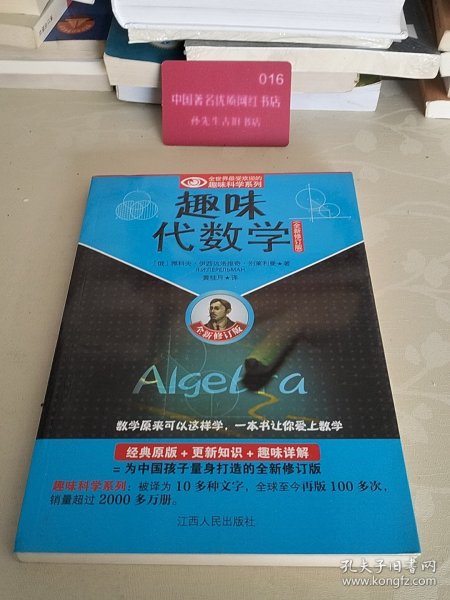 016
中国著名优质网红书店
孙先生古旧书店
全世界最受欢迎的
趣味科学系列
趣味
代数学
全新修订版
[俄]雅科夫·伊西达洛维奇·别莱利曼★著
Я.И.ПЕРЕЛЬМАН
黄桂月★译
全新修订版
Algebra
数学原来可以这样学，一本书让你爱上数学
经典原版+更新知识+趣味详解
=为中国孩子量身打造的全新修订版
趣味科学系列：被译为10多种文字，全球至今再版100多次，
销量超过2000多万册。
江西人民出版社
孔夫子旧书网
www.kongfz.com